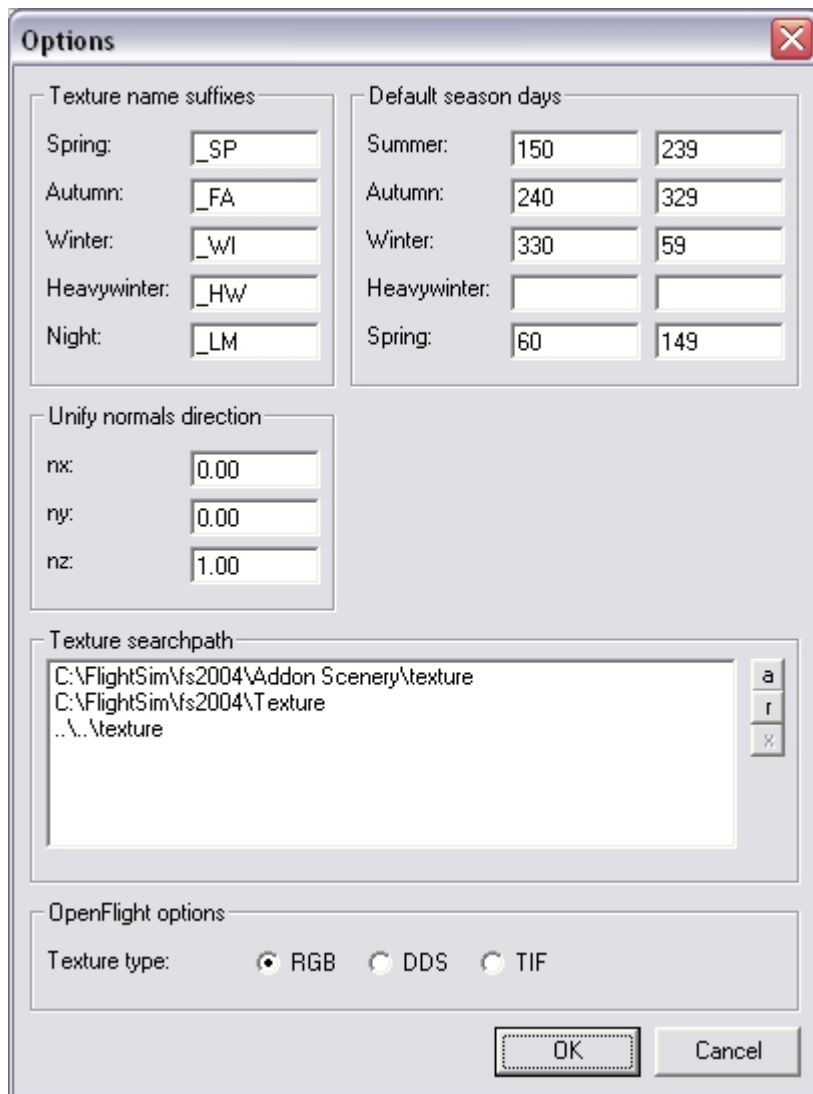 Options
Texture name suffixes
Spring: _SP
Autumn: _FA
Winter: _WI
Heavywinter: _HW
Night: _LM
Default season days
Summer: 150 239
Autumn: 240 329
Winter: 330 59
Heavywinter:
Spring: 60 149
Unify normals direction
nx: 0.00
ny: 0.00
nz: 1.00
Texture searchpath
C:\FlightSim\fs2004\Addon Scenery\texture
C:\FlightSim\fs2004\Texture
..\..\texture
a
r
x
OpenFlight options
Texture type: RGB DDS TIF
OK Cancel